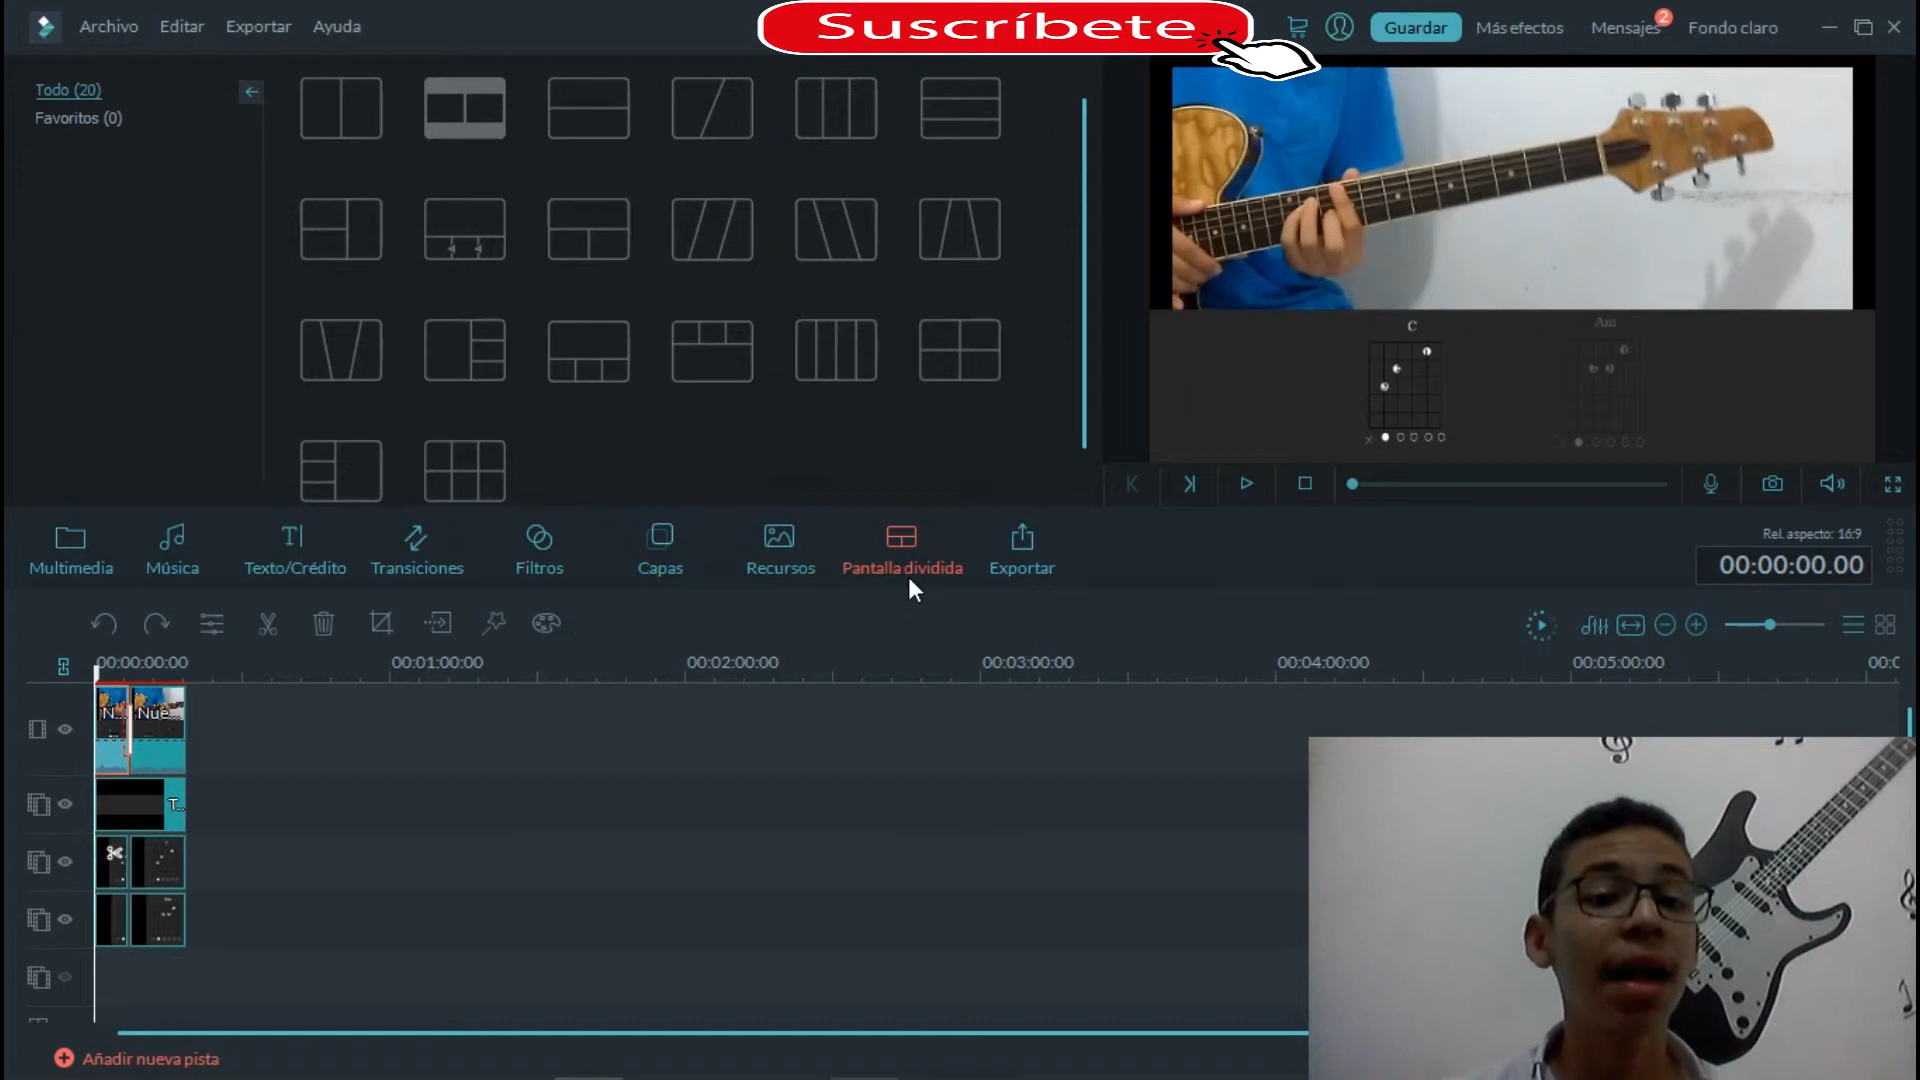 Archivo Editar Exportar Ayuda
Suscríbete
Guardar Más efectos Mensajes 2 Fondo claro
Todo (20)
Favoritos (0)
C
Am
Multimedia Música Texto/Crédito Transiciones Filtros Capas Recursos Pantalla dividida Exportar
Rel. aspecto: 16:9
00:00:00.00
00:00:00:00 00:01:00:00 00:02:00:00 00:03:00:00 00:04:00:00 00:05:00:00
N... Nue...
T..
Añadir nueva pista